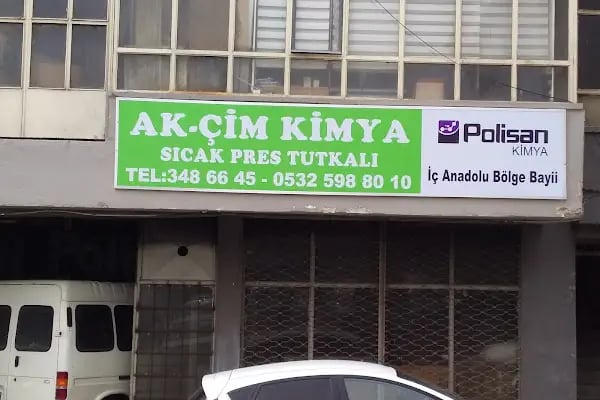 AK-ÇİM KİMYA
SICAK PRES TUTKALI
TEL:348 66 45 - 0532 598 80 10
Polisan
KİMYA
İç Anadolu Bölge Bayii